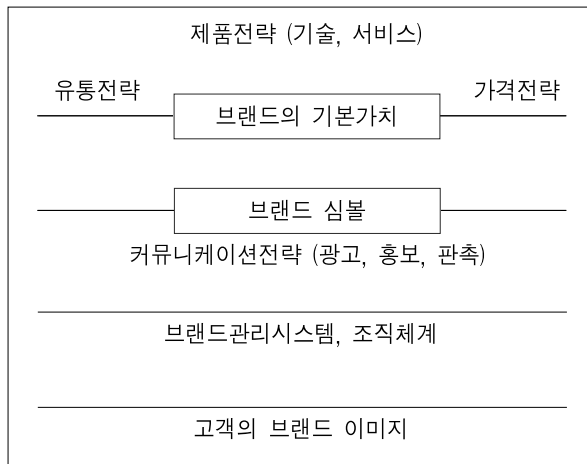 제품전략 (기술, 서비스)
유통전략
가격전략
브랜드의 기본가치
브랜드 심볼
커뮤니케이션전략 (광고, 홍보, 판촉)
브랜드관리시스템, 조직체계
고객의 브랜드 이미지